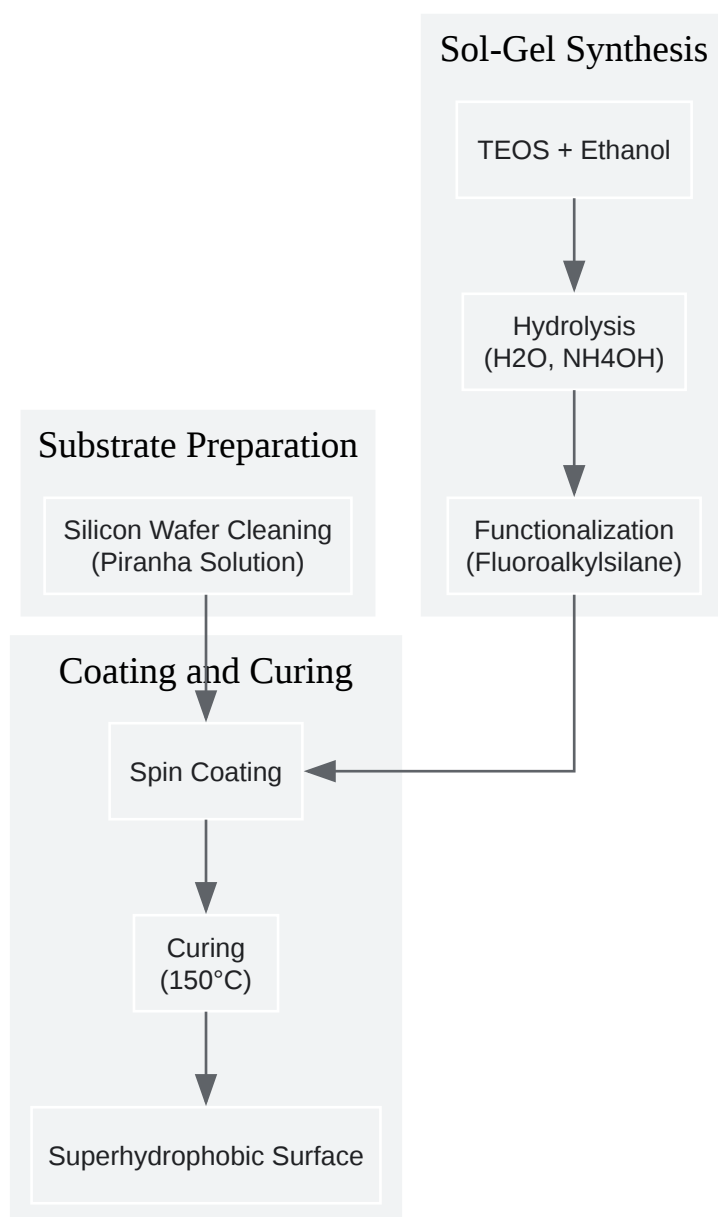 Sol-Gel Synthesis
TEOS + Ethanol
Hydrolysis
(H2O, NH4OH)
Functionalization
(Fluoroalkylsilane)
Substrate Preparation
Silicon Wafer Cleaning
(Piranha Solution)
Coating and Curing
Spin Coating
Curing
(150°C)
Superhydrophobic Surface